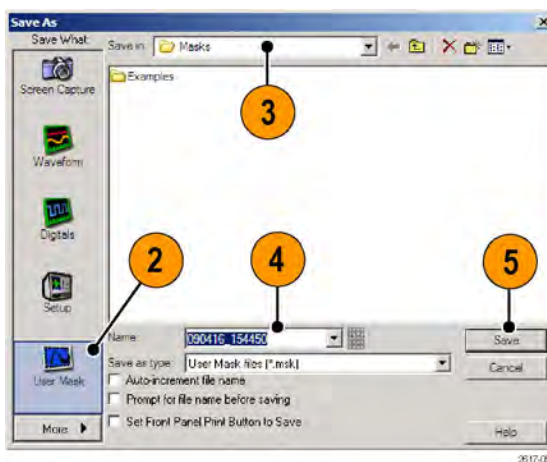 Save As
Save What:
Save in:
Masks
Examples
Screen Capture
Waveform
Digitals
Setup
User Mask
More
3
2
4
5
Name:
090416_154450
Save
Save as type:
User Mask files (*.msk)
Cancel
Auto-increment file name
Prompt for file name before saving
Set Front Panel Print Button to Save
Help